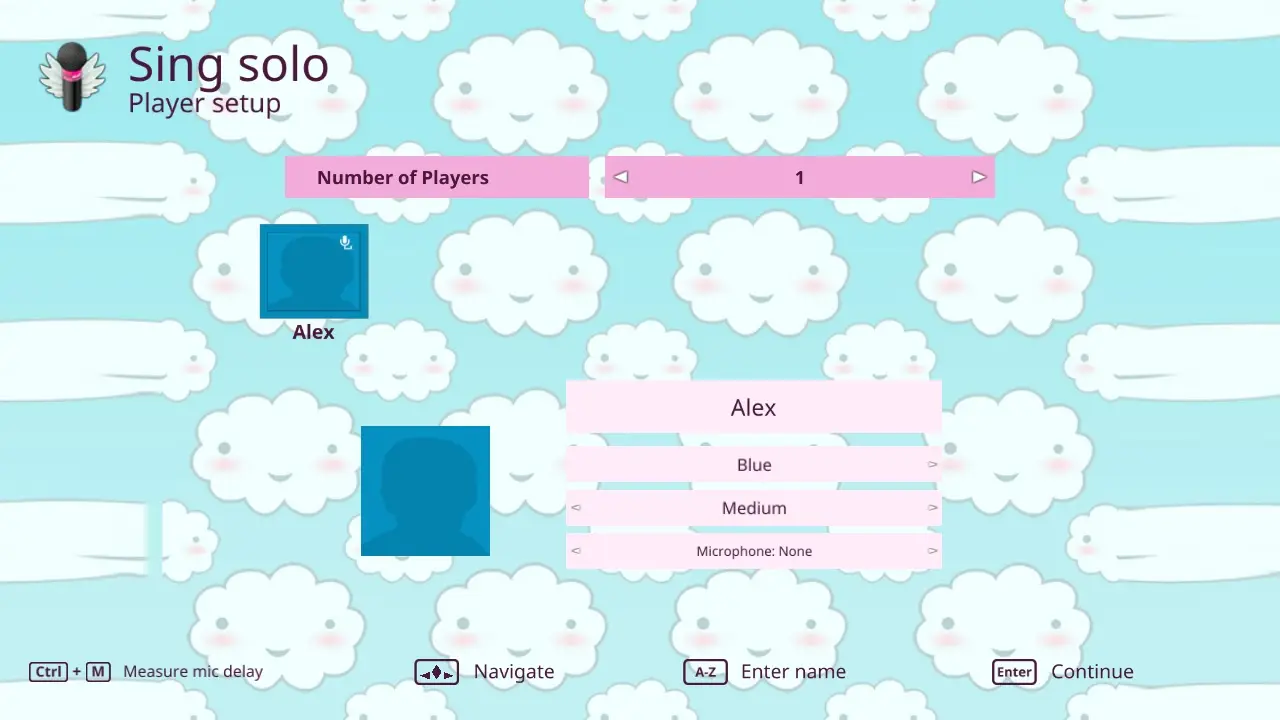 Sing solo
Player setup
Number of Players
1
Alex
Alex
Blue
Medium
Microphone: None
Ctrl + M Measure mic delay
Navigate
A-Z Enter name
Enter Continue